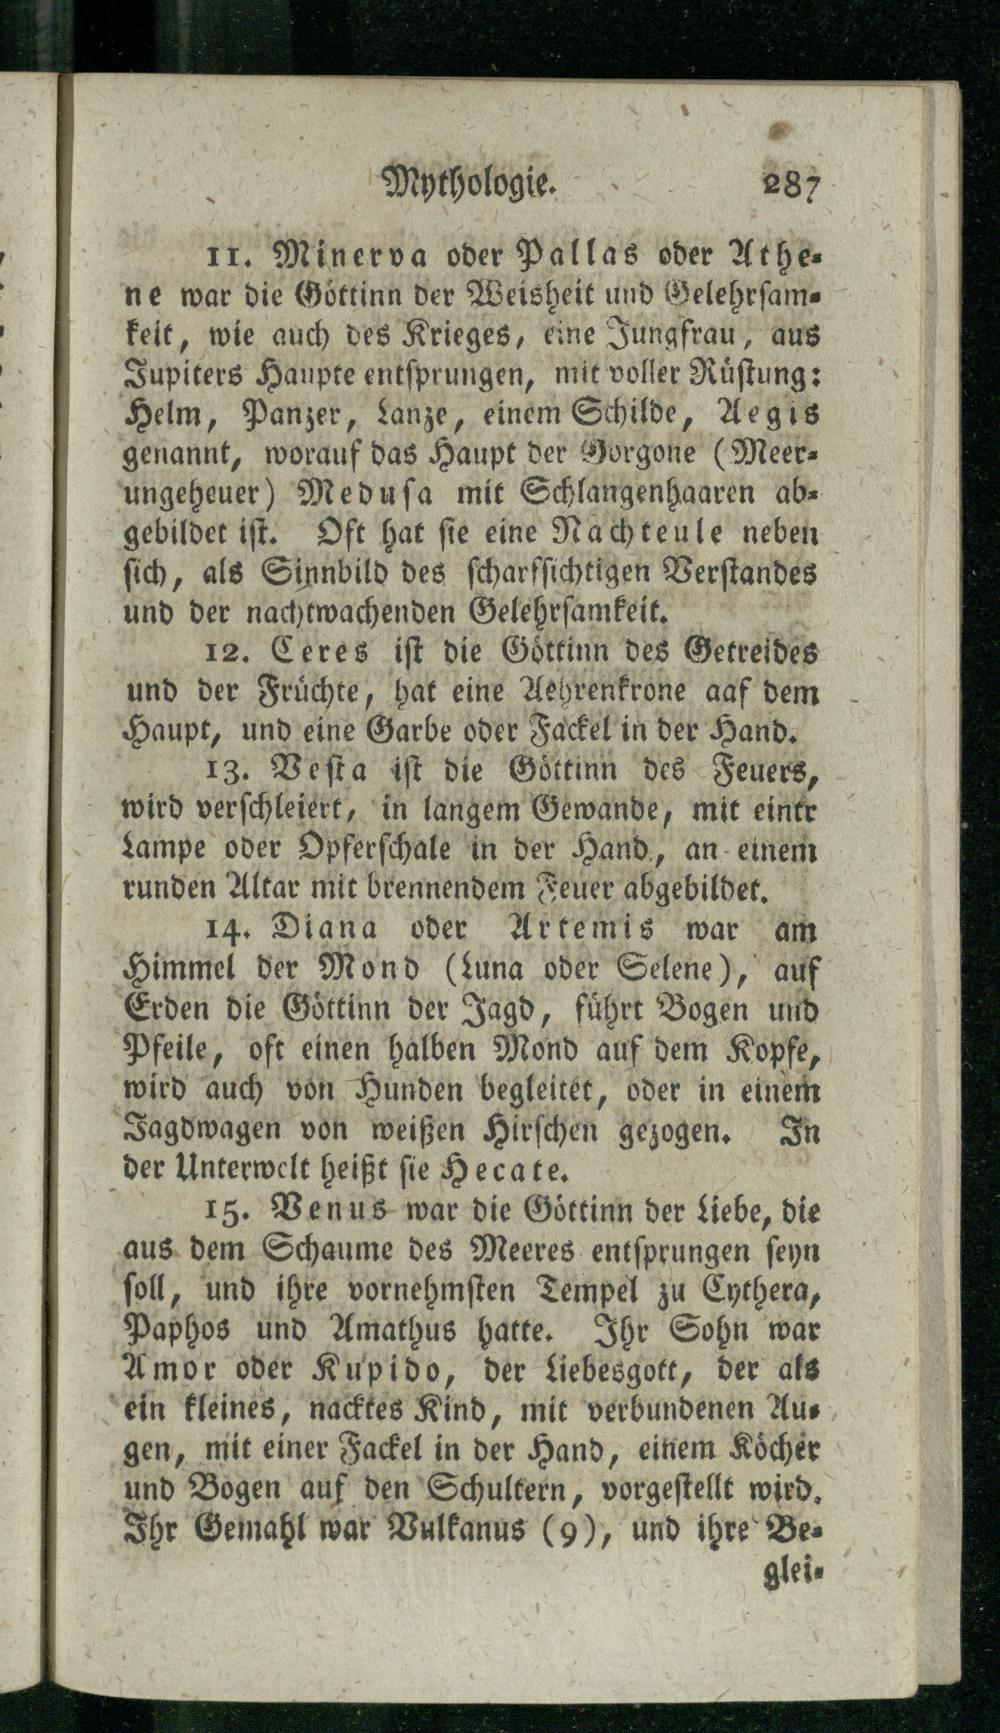 Mythologie. 287
11. Minerva oder Pallas oder Athe-
ne war die Göttinn der Weisheit und Gelehrsam-
keit, wie auch des Krieges, eine Jungfrau, aus
Jupiters Haupte entsprungen, mit voller Rüstung:
Helm, Panzer, Lanze, einem Schilde, Aegis
genannt, worauf das Haupt der Gorgone (Meer-
ungeheuer) Medusa mit Schlangenhaaren ab-
gebildet ist. Oft hat sie eine Nachteule neben
sich, als Sinnbild des scharfsichtigen Verstandes
und der nachtwachenden Gelehrsamkeit.
12. Ceres ist die Göttinn des Getreides
und der Früchte, hat eine Aehrenkrone aaf dem
Haupt, und eine Garbe oder Fackel in der Hand.
13. Vesta ist die Göttinn des Feuers,
wird verschleiert, in langem Gewande, mit eintr
Lampe oder Opferschale in der Hand, an einem
runden Altar mit brennendem Feuer abgebildet.
14. Diana oder Artemis war am
Himmel der Mond (Luna oder Selene), auf
Erden die Göttinn der Jagd, führt Bogen und
Pfeile, oft einen halben Mond auf dem Kopfe,
wird auch von Hunden begleitet, oder in einem
Jagdwagen von weißen Hirschen gezogen. In
der Unterwelt heißt sie Hecate.
15. Venus war die Göttinn der Liebe, die
aus dem Schaume des Meeres entsprungen seyn
soll, und ihre vornehmsten Tempel zu Cythera,
Paphos und Amathus hatte. Ihr Sohn war
Amor oder Kupido, der Liebesgott, der als
ein kleines, nacktes Kind, mit verbundenen Au-
gen, mit einer Fackel in der Hand, einem Köcher
und Bogen auf den Schultern, vorgestellt wird.
Ihr Gemahl war Vulkanus (9), und ihre Be-
glei-